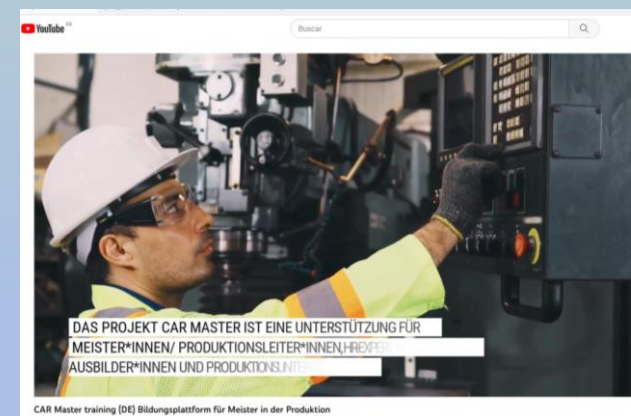 YouTube ES
Buscar
DAS PROJEKT CAR MASTER IST EINE UNTERSTÜTZUNG FÜR
MEISTER*INNEN/ PRODUKTIONSLEITER*INNEN,
AUSBILDER*INNEN UND
CAR Master training (DE) Bildungsplattform für Meister in der Produktion